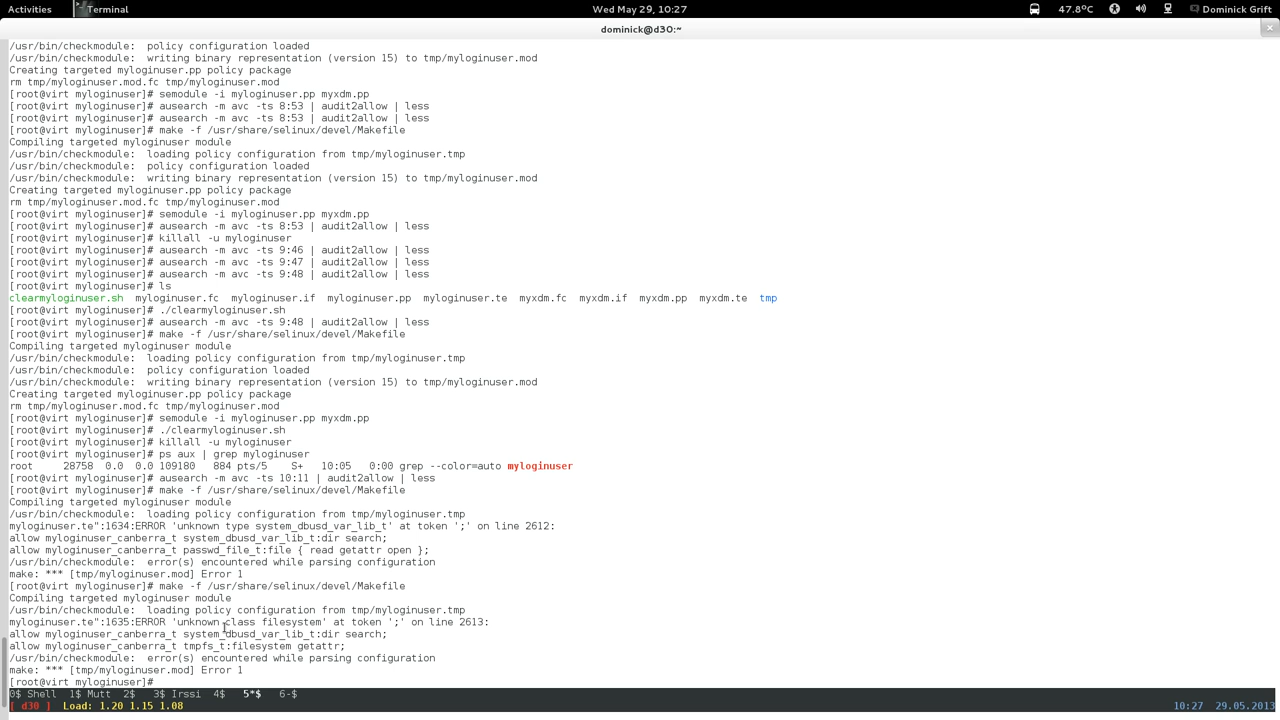 Activities Terminal Wed May 29, 10:27 47.8ºC Dominick Grift
dominick@d30:~
/usr/bin/checkmodule:  policy configuration loaded
/usr/bin/checkmodule:  writing binary representation (version 15) to tmp/myloginuser.mod
Creating targeted myloginuser.pp policy package
rm tmp/myloginuser.mod.fc tmp/myloginuser.mod
[root@virt myloginuser]# semodule -i myloginuser.pp myxdm.pp
[root@virt myloginuser]# ausearch -m avc -ts 8:53 | audit2allow | less
[root@virt myloginuser]# ausearch -m avc -ts 8:53 | audit2allow | less
[root@virt myloginuser]# make -f /usr/share/selinux/devel/Makefile
Compiling targeted myloginuser module
/usr/bin/checkmodule:  loading policy configuration from tmp/myloginuser.tmp
/usr/bin/checkmodule:  policy configuration loaded
/usr/bin/checkmodule:  writing binary representation (version 15) to tmp/myloginuser.mod
Creating targeted myloginuser.pp policy package
rm tmp/myloginuser.mod.fc tmp/myloginuser.mod
[root@virt myloginuser]# semodule -i myloginuser.pp myxdm.pp
[root@virt myloginuser]# ausearch -m avc -ts 8:53 | audit2allow | less
[root@virt myloginuser]# killall -u myloginuser
[root@virt myloginuser]# ausearch -m avc -ts 9:46 | audit2allow | less
[root@virt myloginuser]# ausearch -m avc -ts 9:47 | audit2allow | less
[root@virt myloginuser]# ausearch -m avc -ts 9:48 | audit2allow | less
[root@virt myloginuser]# ls
clearmyloginuser.sh  myloginuser.fc  myloginuser.if  myloginuser.pp  myloginuser.te  myxdm.fc  myxdm.if  myxdm.pp  myxdm.te  tmp
[root@virt myloginuser]# ./clearmyloginuser.sh
[root@virt myloginuser]# ausearch -m avc -ts 9:48 | audit2allow | less
[root@virt myloginuser]# make -f /usr/share/selinux/devel/Makefile
Compiling targeted myloginuser module
/usr/bin/checkmodule:  loading policy configuration from tmp/myloginuser.tmp
/usr/bin/checkmodule:  policy configuration loaded
/usr/bin/checkmodule:  writing binary representation (version 15) to tmp/myloginuser.mod
Creating targeted myloginuser.pp policy package
rm tmp/myloginuser.mod.fc tmp/myloginuser.mod
[root@virt myloginuser]# semodule -i myloginuser.pp myxdm.pp
[root@virt myloginuser]# ./clearmyloginuser.sh
[root@virt myloginuser]# killall -u myloginuser
[root@virt myloginuser]# ps aux | grep myloginuser
root     28758  0.0  0.0 109180   884 pts/5    S+   10:05   0:00 grep --color=auto myloginuser
[root@virt myloginuser]# ausearch -m avc -ts 10:11 | audit2allow | less
[root@virt myloginuser]# make -f /usr/share/selinux/devel/Makefile
Compiling targeted myloginuser module
/usr/bin/checkmodule:  loading policy configuration from tmp/myloginuser.tmp
myloginuser.te":1634:ERROR 'unknown type system_dbusd_var_lib_t' at token ';' on line 2612:
allow myloginuser_canberra_t system_dbusd_var_lib_t:dir search;
allow myloginuser_canberra_t passwd_file_t:file { read getattr open };
/usr/bin/checkmodule:  error(s) encountered while parsing configuration
make: *** [tmp/myloginuser.mod] Error 1
[root@virt myloginuser]# make -f /usr/share/selinux/devel/Makefile
Compiling targeted myloginuser module
/usr/bin/checkmodule:  loading policy configuration from tmp/myloginuser.tmp
myloginuser.te":1635:ERROR 'unknown class filesystem' at token ';' on line 2613:
allow myloginuser_canberra_t system_dbusd_var_lib_t:dir search;
allow myloginuser_canberra_t tmpfs_t:filesystem getattr;
/usr/bin/checkmodule:  error(s) encountered while parsing configuration
make: *** [tmp/myloginuser.mod] Error 1
[root@virt myloginuser]#
0$ Shell  1$ Mutt  2$   3$ Irssi  4$   5*$   6-$
[ d30 ]  Load: 1.20 1.15 1.08 10:27  29.05.2013